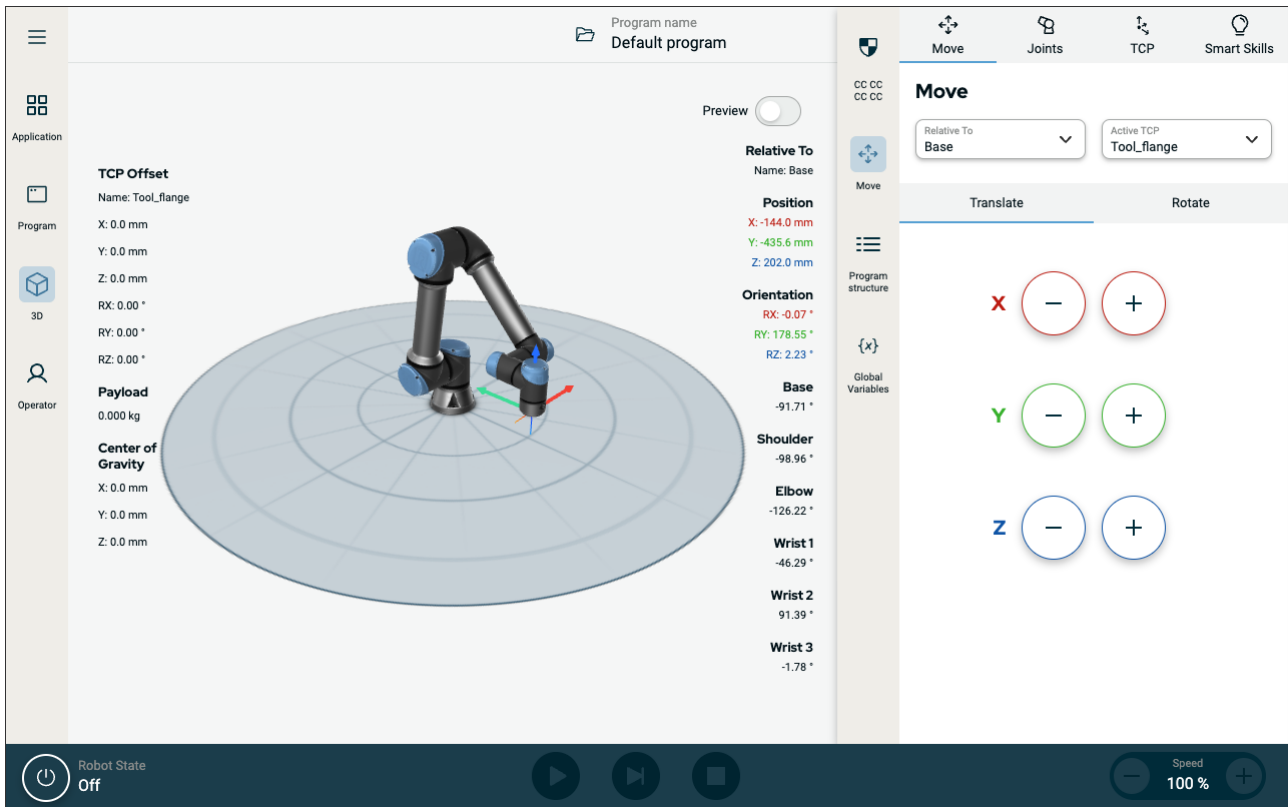 Program name
Default program
Application
Program
3D
Operator
TCP Offset
Name: Tool_flange
X: 0.0 mm
Y: 0.0 mm
Z: 0.0 mm
RX: 0.00 °
RY: 0.00 °
RZ: 0.00 °
Payload
0.000 kg
Center of
Gravity
X: 0.0 mm
Y: 0.0 mm
Z: 0.0 mm
Preview
Relative To
Name: Base
Position
X: -144.0 mm
Y: -435.6 mm
Z: 202.0 mm
Orientation
RX: -0.07 °
RY: 178.55 °
RZ: 2.23 °
Base
-91.71 °
Shoulder
-98.96 °
Elbow
-126.22 °
Wrist 1
-46.29 °
Wrist 2
91.39 °
Wrist 3
-1.78 °
CC CC
CC CC
Move
Program
structure
{x}
Global
Variables
Move
Joints
TCP
Smart Skills
Move
Relative To
Base
Active TCP
Tool_flange
Translate
Rotate
X − +
Y − +
Z − +
Robot State
Off
Speed
− 100 % +